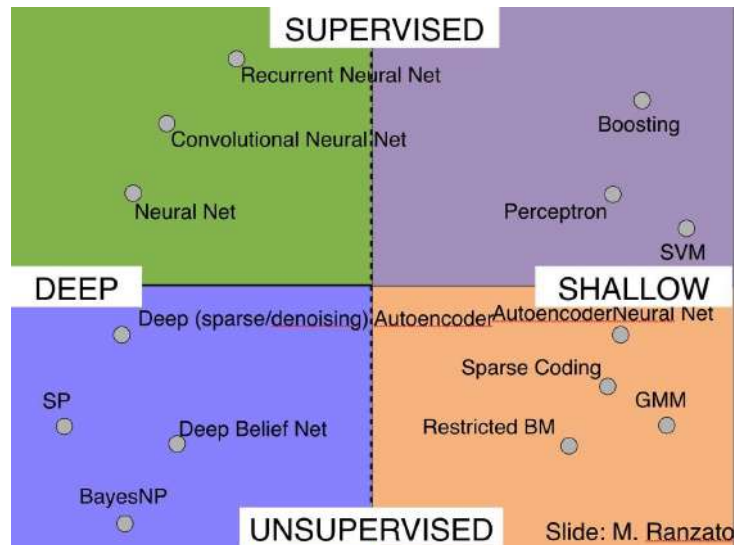 SUPERVISED
Recurrent Neural Net
Boosting
Convolutional Neural Net
Neural Net
Perceptron
SVM
DEEP
SHALLOW
Deep (sparse/denoising) Autoencoder
AutoencoderNeural Net
Sparse Coding
SP
GMM
Deep Belief Net
Restricted BM
BayesNP
UNSUPERVISED
Slide: M. Ranzato